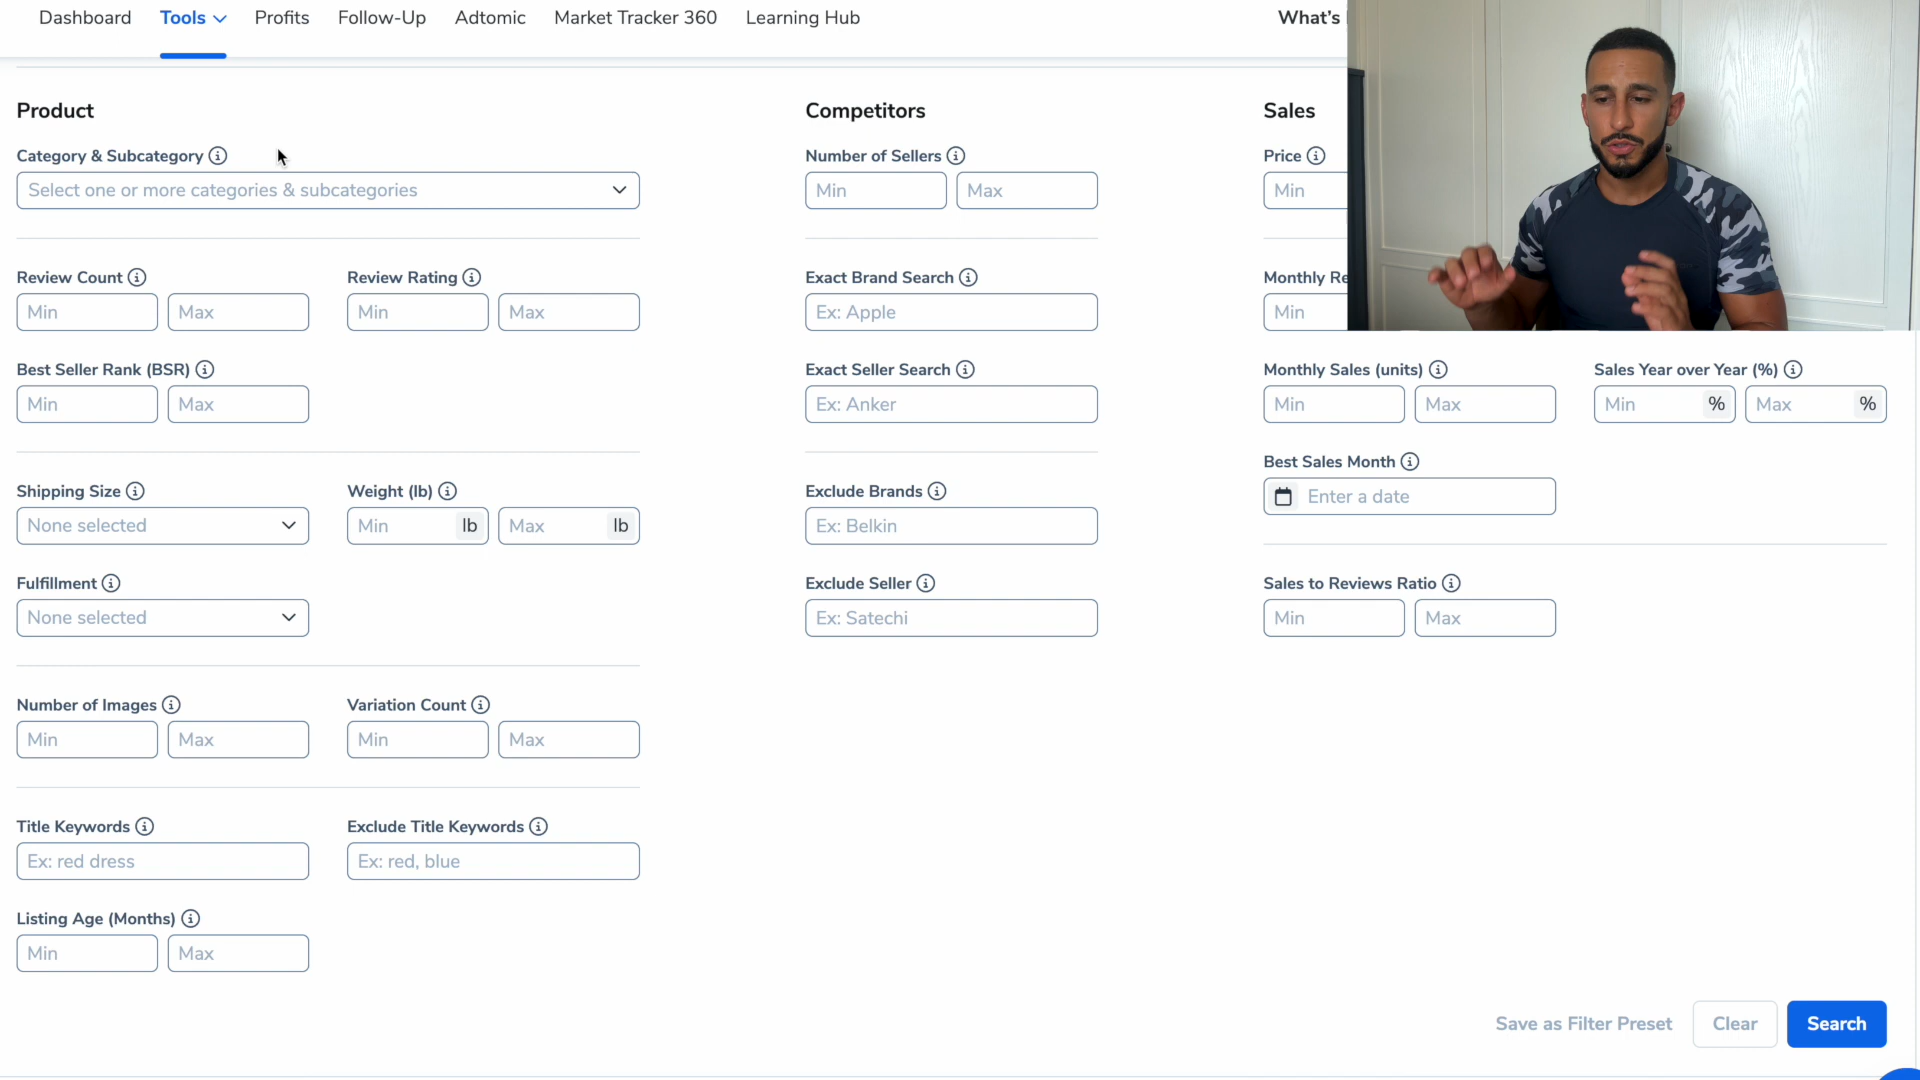 Dashboard Tools Profits Follow-Up Adtomic Market Tracker 360 Learning Hub What's
Product
Category & Subcategory
Select one or more categories & subcategories
Review Count Review Rating
Min Max Min Max
Best Seller Rank (BSR)
Min Max
Shipping Size Weight (lb)
None selected Min lb Max lb
Fulfillment
None selected
Number of Images Variation Count
Min Max Min Max
Title Keywords Exclude Title Keywords
Ex: red dress Ex: red, blue
Listing Age (Months)
Min Max
Competitors
Number of Sellers
Min Max
Exact Brand Search
Ex: Apple
Exact Seller Search
Ex: Anker
Exclude Brands
Ex: Belkin
Exclude Seller
Ex: Satechi
Sales
Price
Min
Monthly Re
Min
Monthly Sales (units) Sales Year over Year (%)
Min Max Min % Max %
Best Sales Month
Enter a date
Sales to Reviews Ratio
Min Max
Save as Filter Preset Clear Search